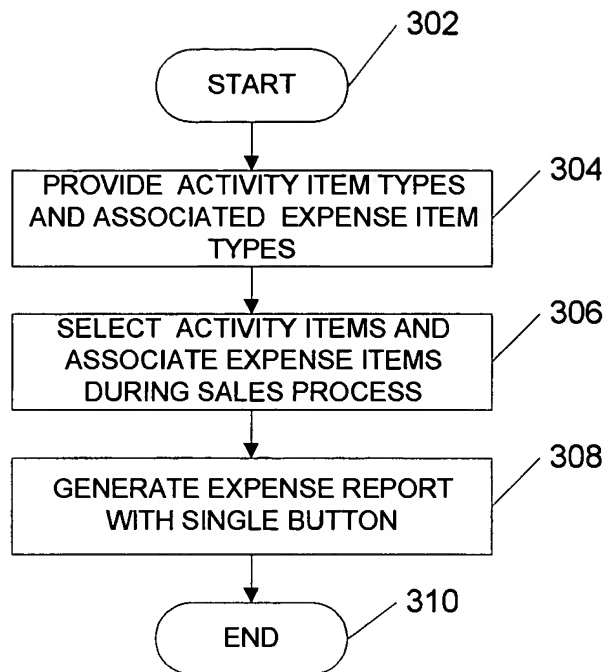 302
START
304
PROVIDE ACTIVITY ITEM TYPES
AND ASSOCIATED EXPENSE ITEM
TYPES
306
SELECT ACTIVITY ITEMS AND
ASSOCIATE EXPENSE ITEMS
DURING SALES PROCESS
308
GENERATE EXPENSE REPORT
WITH SINGLE BUTTON
310
END